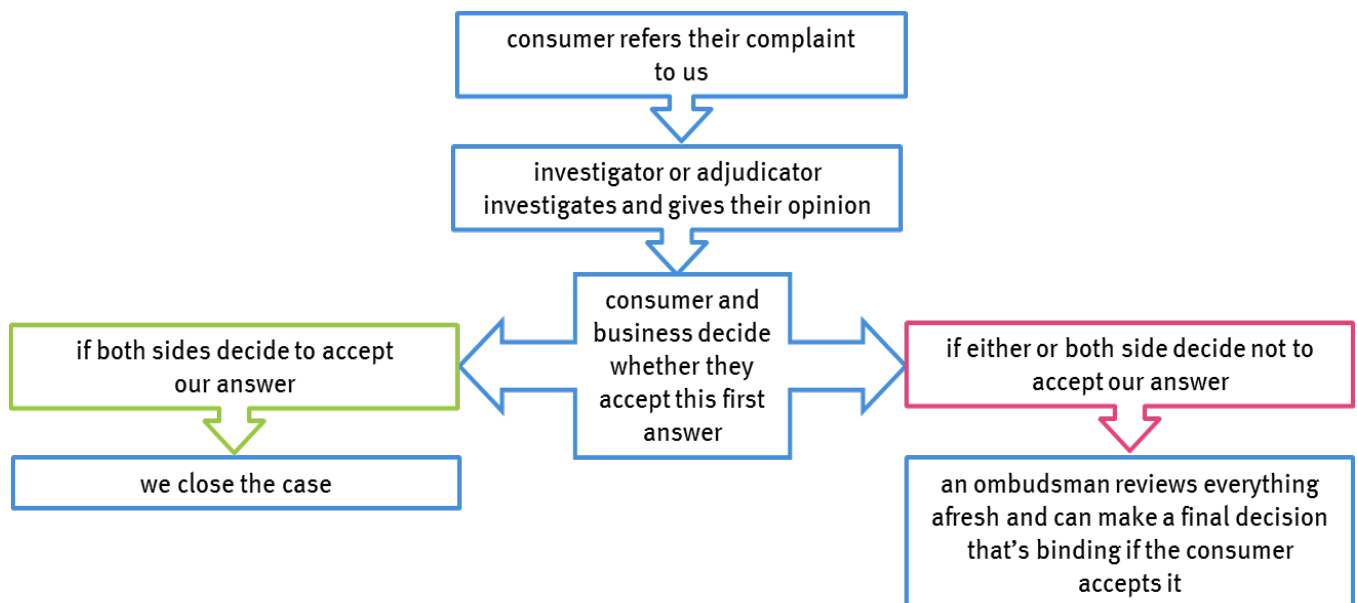 consumer refers their complaint
to us
investigator or adjudicator
investigates and gives their opinion
consumer and
business decide
whether they
accept this first
answer
if both sides decide to accept
our answer
we close the case
if either or both side decide not to
accept our answer
an ombudsman reviews everything
afresh and can make a final decision
that’s binding if the consumer
accepts it